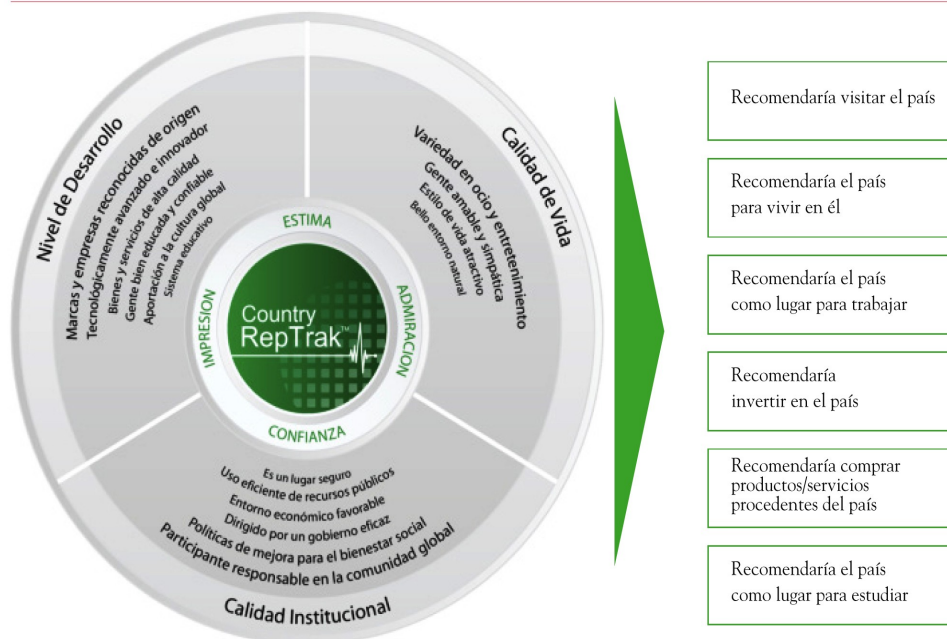 Nivel de Desarrollo
Marcas y empresas reconocidas de origen
Tecnológicamente avanzado e innovador
Bienes y servicios de alta calidad
Gente bien educada y confiable
Aportación a la cultura global
Sistema educativo
Calidad de Vida
Variedad en ocio y entretenimiento
Gente amable y simpática
Estilo de vida atractivo
Bello entorno natural
ESTIMA
ADMIRACION
CONFIANZA
IMPRESION
Country
RepTrak™
Es un lugar seguro
Uso eficiente de recursos públicos
Entorno económico favorable
Dirigido por un gobierno eficaz
Políticas de mejora para el bienestar social
Participante responsable en la comunidad global
Calidad Institucional
Recomendaría visitar el país
Recomendaría el país
para vivir en él
Recomendaría el país
como lugar para trabajar
Recomendaría
invertir en el país
Recomendaría comprar
productos/servicios
procedentes del país
Recomendaría el país
como lugar para estudiar